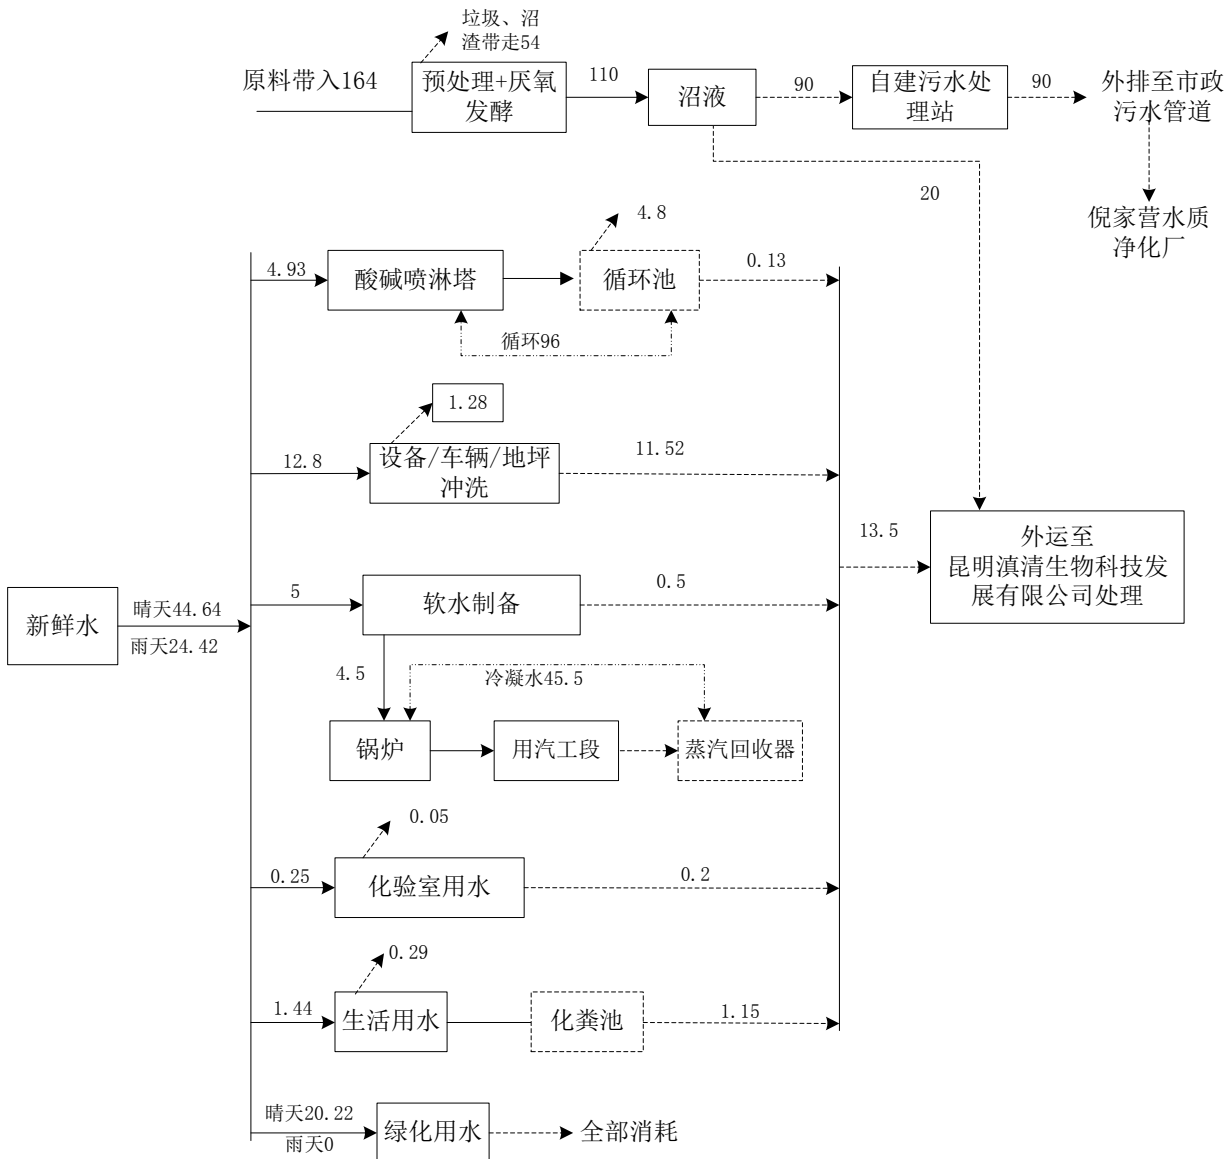 垃圾、沼
渣带走54
原料带入164
预处理+厌氧
发酵
110
沼液
90
自建污水处
理站
90
外排至市政
污水管道
20
倪家营水质
净化厂
4.93
酸碱喷淋塔
4.8
循环池
0.13
循环96
1.28
12.8
设备/车辆/地坪
冲洗
11.52
13.5
外运至
昆明滇清生物科技发
展有限公司处理
新鲜水
晴天44.64
雨天24.42
5
软水制备
0.5
4.5
冷凝水45.5
锅炉
用汽工段
蒸汽回收器
0.05
0.25
化验室用水
0.2
0.29
1.44
生活用水
化粪池
1.15
晴天20.22
雨天0
绿化用水
全部消耗